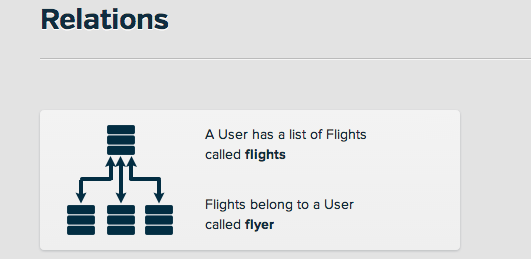 Relations
A User has a list of Flights
called flights
Flights belong to a User
called flyer